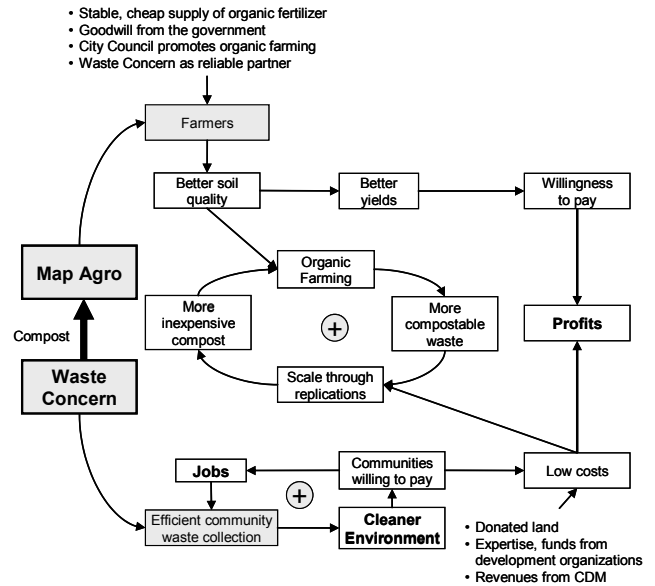 • Stable, cheap supply of organic fertilizer
• Goodwill from the government
• City Council promotes organic farming
• Waste Concern as reliable partner
Farmers
Better soil
quality
Better
yields
Willingness
to pay
Map Agro
Organic
Farming
More
inexpensive
compost
+
More
compostable
waste
Profits
Compost
Waste
Concern
Scale through
replications
Jobs
+
Communities
willing to pay
Low costs
Efficient community
waste collection
Cleaner
Environment
• Donated land
• Expertise, funds from
development organizations
• Revenues from CDM